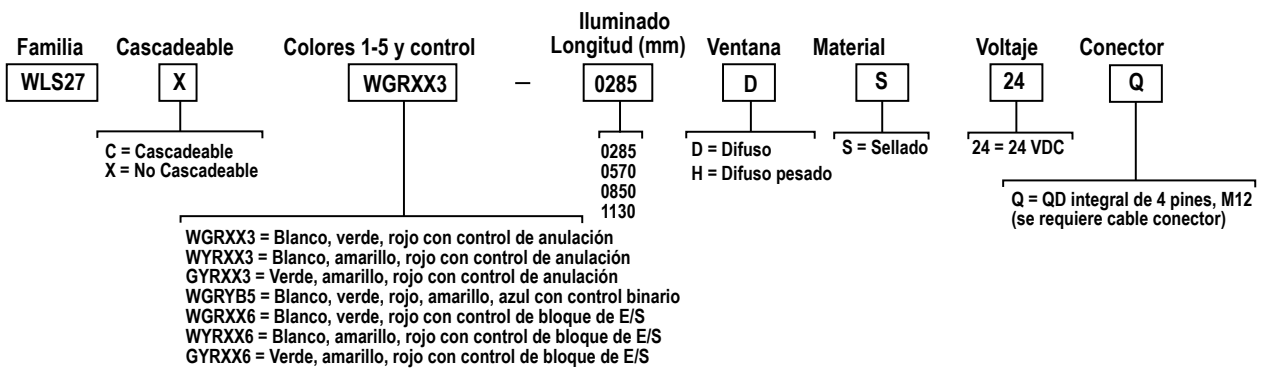 Familia
Cascadeable
Colores 1-5 y control
Iluminado
Longitud (mm)
Ventana
Material
Voltaje
Conector
WLS27
X
WGRXX3
–
0285
D
S
24
Q
C = Cascadeable
X = No Cascadeable
0285
0570
0850
1130
D = Difuso
H = Difuso pesado
S = Sellado
24 = 24 VDC
Q = QD integral de 4 pines, M12
(se requiere cable conector)
WGRXX3 = Blanco, verde, rojo con control de anulación
WYRXX3 = Blanco, amarillo, rojo con control de anulación
GYRXX3 = Verde, amarillo, rojo con control de anulación
WGRYB5 = Blanco, verde, rojo, amarillo, azul con control binario
WGRXX6 = Blanco, verde, rojo con control de bloque de E/S
WYRXX6 = Blanco, amarillo, rojo con control de bloque de E/S
GYRXX6 = Verde, amarillo, rojo con control de bloque de E/S